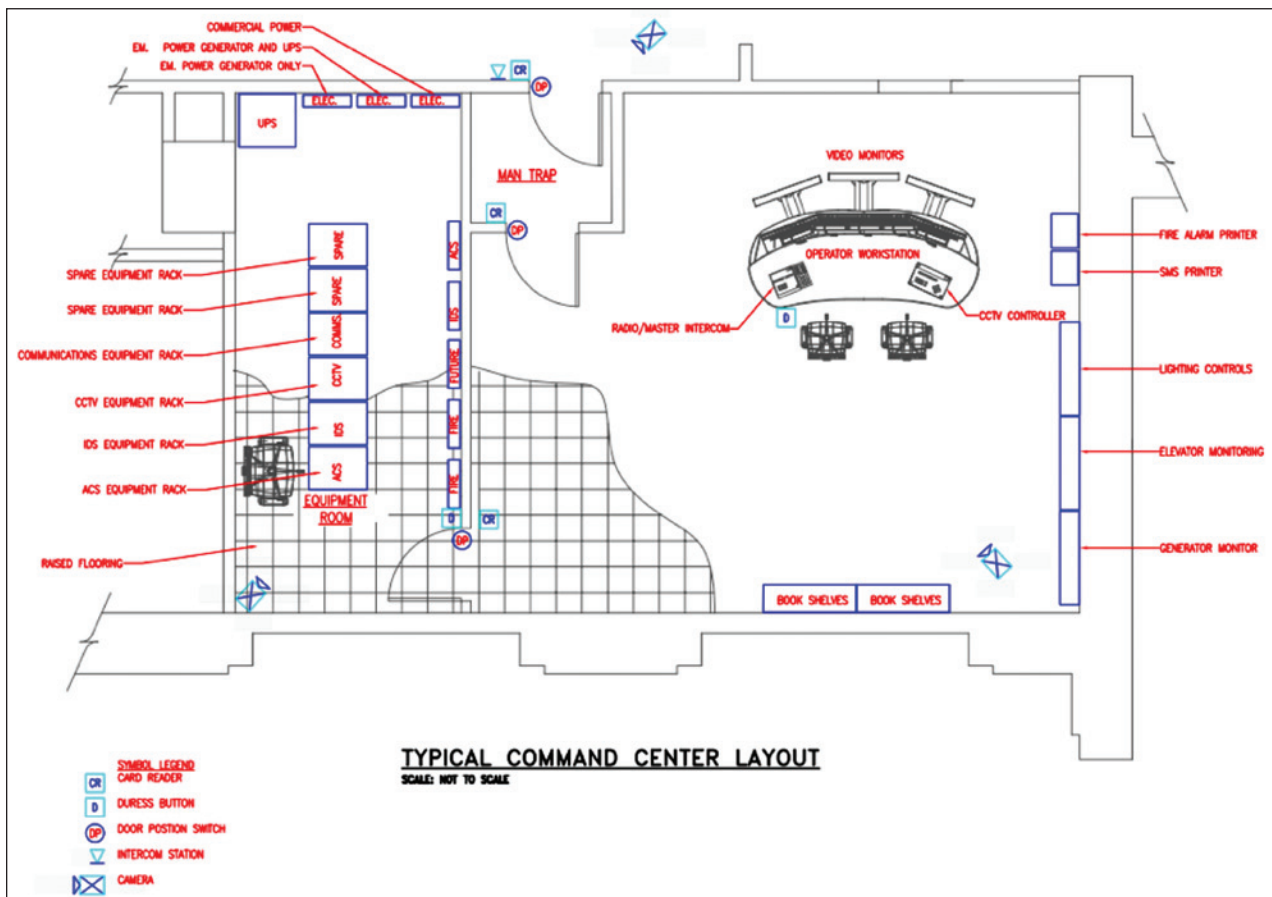 COMMERCIAL POWER
EM. POWER GENERATOR AND UPS
EM. POWER GENERATOR ONLY
CR
DP
ELEC.
ELEC.
ELEC.
UPS
MAN TRAP
VIDEO MONITORS
CR
DP
SPARE
ACS
FIRE ALARM PRINTER
OPERATOR WORKSTATION
SPARE EQUIPMENT RACK
SMS PRINTER
SPARE
IDS
SPARE EQUIPMENT RACK
RADIO/MASTER INTERCOM
D
CCTV CONTROLLER
COMMS.
COMMUNICATIONS EQUIPMENT RACK
FUTURE
LIGHTING CONTROLS
CCTV
CCTV EQUIPMENT RACK
IDS
FIRE
IDS EQUIPMENT RACK
ELEVATOR MONITORING
ACS
FIRE
ACS EQUIPMENT RACK
EQUIPMENT
ROOM
D
CR
DP
GENERATOR MONITOR
RAISED FLOORING
BOOK SHELVES
BOOK SHELVES
TYPICAL COMMAND CENTER LAYOUT
SCALE: NOT TO SCALE
SYMBOL LEGEND
CR CARD READER
D DURESS BUTTON
DP DOOR POSTION SWITCH
INTERCOM STATION
CAMERA